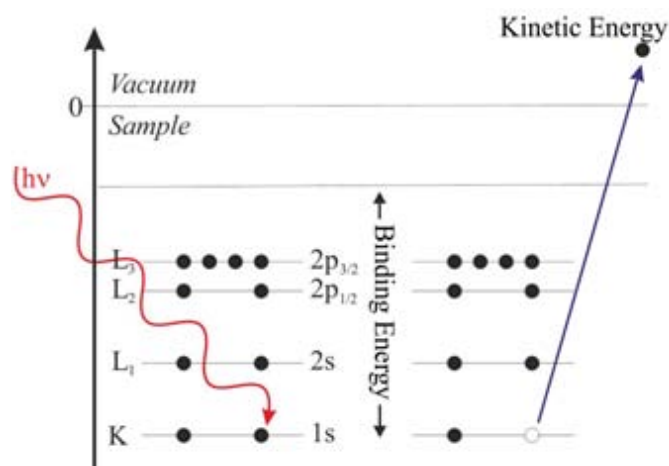 Kinetic Energy
Vacuum
0
Sample
hν
Binding Energy
L₃ 2p₃/₂
L₂ 2p₁/₂
L₁ 2s
K 1s